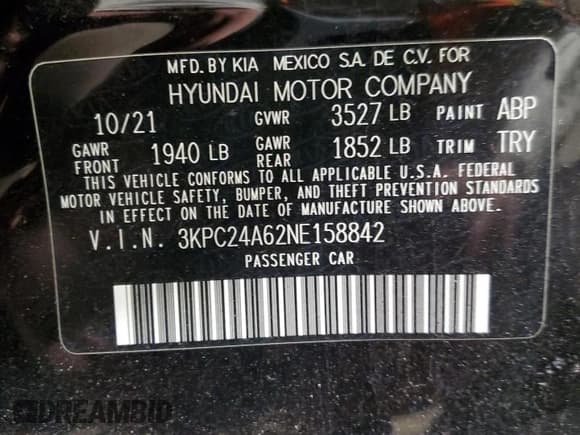 MFD. BY KIA MEXICO S.A. DE C.V. FOR
HYUNDAI MOTOR COMPANY
10/21 GVWR 3527 LB PAINT ABP
GAWR FRONT 1940 LB GAWR REAR 1852 LB TRIM TRY
THIS VEHICLE CONFORMS TO ALL APPLICABLE U.S.A. FEDERAL
MOTOR VEHICLE SAFETY, BUMPER, AND THEFT PREVENTION STANDARDS
IN EFFECT ON THE DATE OF MANUFACTURE SHOWN ABOVE.
V.I.N. 3KPC24A62NE158842
PASSENGER CAR
DREAMBID